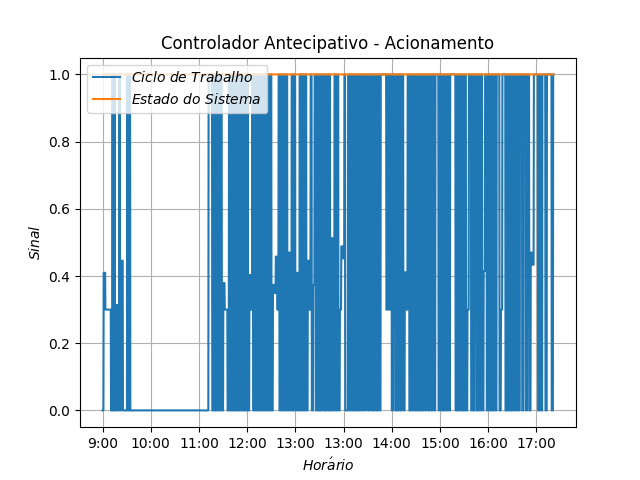 Controlador Antecipativo - Acionamento
Ciclo de Trabalho
Estado do Sistema
Sinal
1.0
0.8
0.6
0.4
0.2
0.0
9:00 10:00 11:00 12:00 13:00 13:00 14:00 15:00 16:00 17:00
Horário